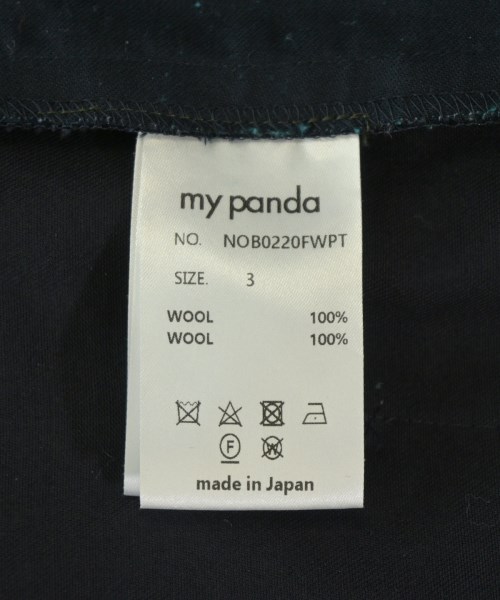 my panda
NO. NOB0220FWPT
SIZE. 3
WOOL 100%
WOOL 100%
F W
made in Japan